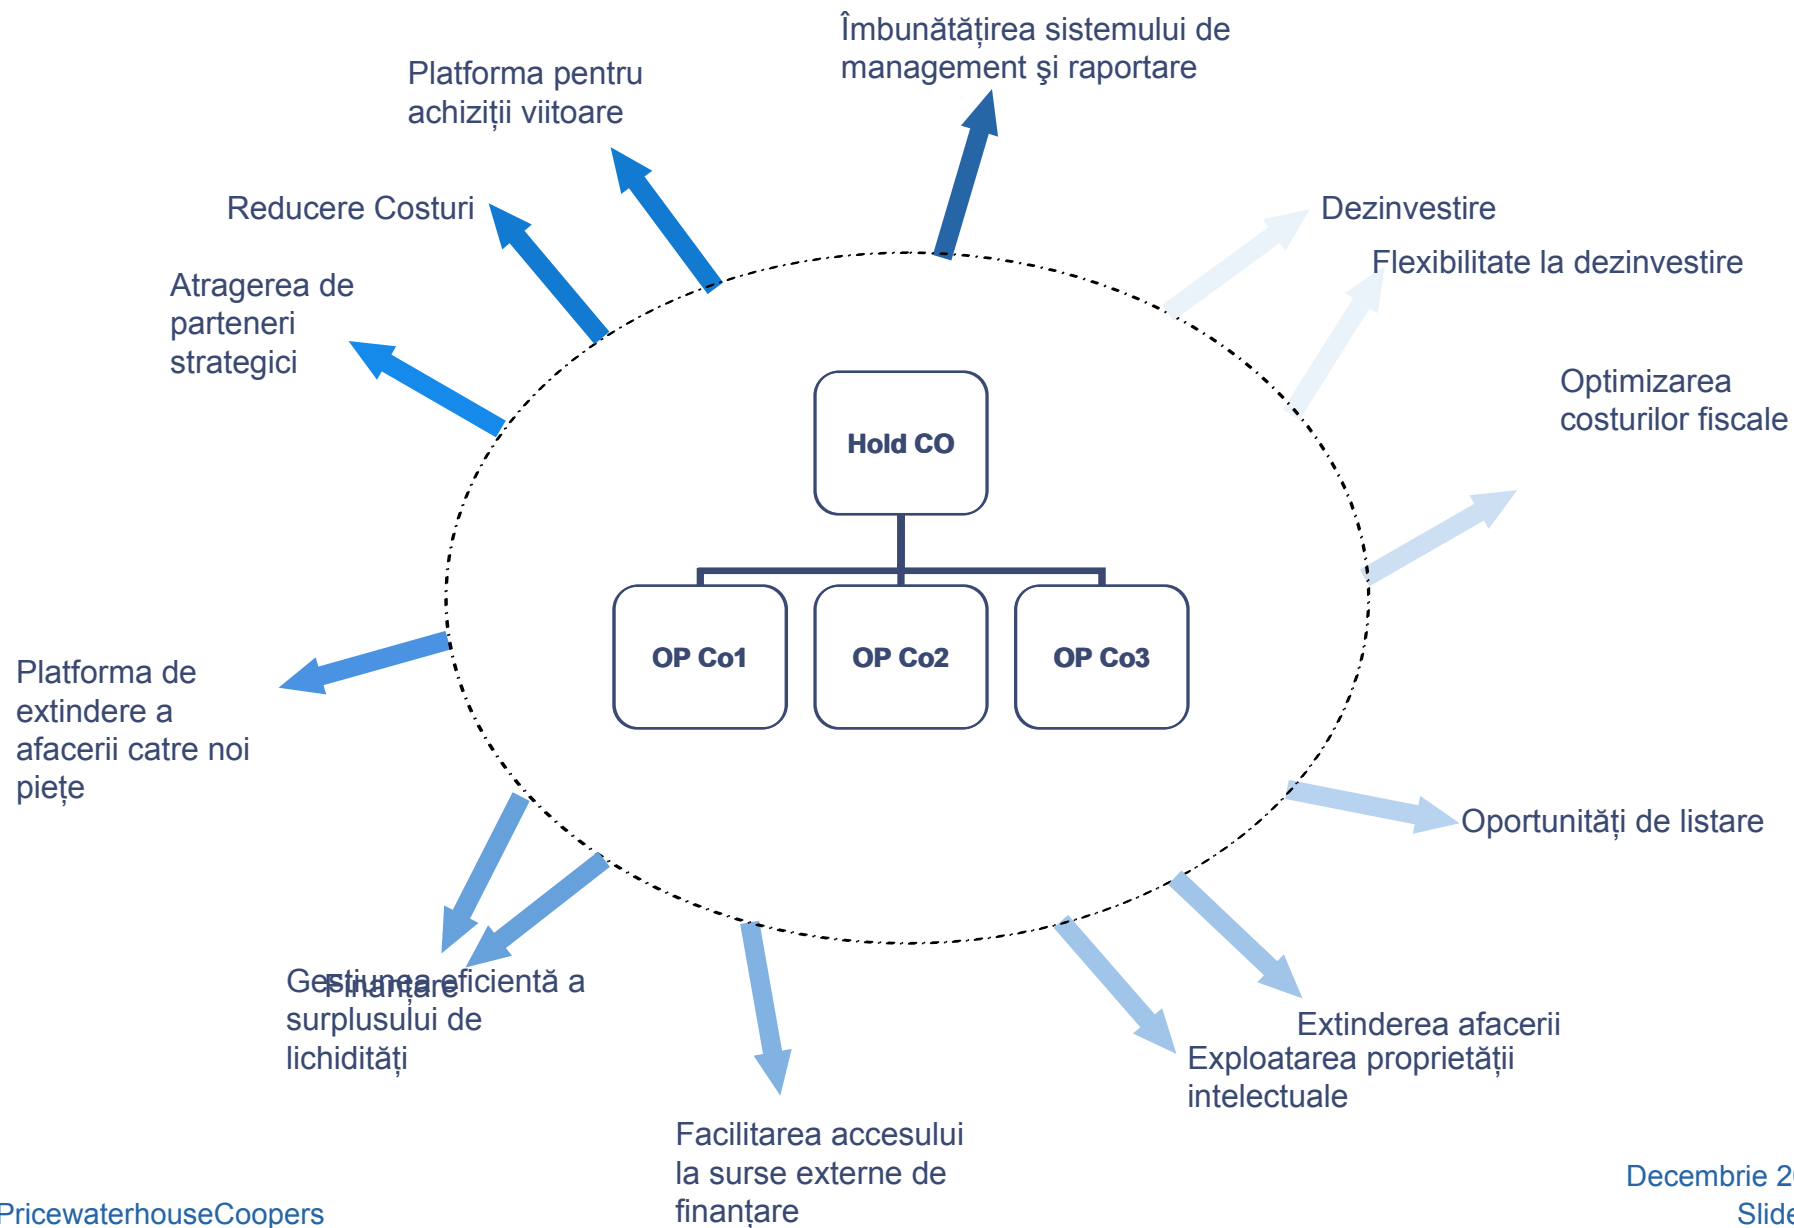 Îmbunătățirea sistemului de
management şi raportare
Platforma pentru
achiziții viitoare
Reducere Costuri
Dezinvestire
Flexibilitate la dezinvestire
Atragerea de
parteneri
strategici
Optimizarea
costurilor fiscale
Hold CO
OP Co1
OP Co2
OP Co3
Platforma de
extindere a
afacerii catre noi
piețe
Oportunități de listare
Gestiunea eficientă a
surplusului de
lichidități
Finanțare
Extinderea afacerii
Exploatarea proprietății
intelectuale
Facilitarea accesului
la surse externe de
finanțare
PricewaterhouseCoopers
Decembrie
Slide